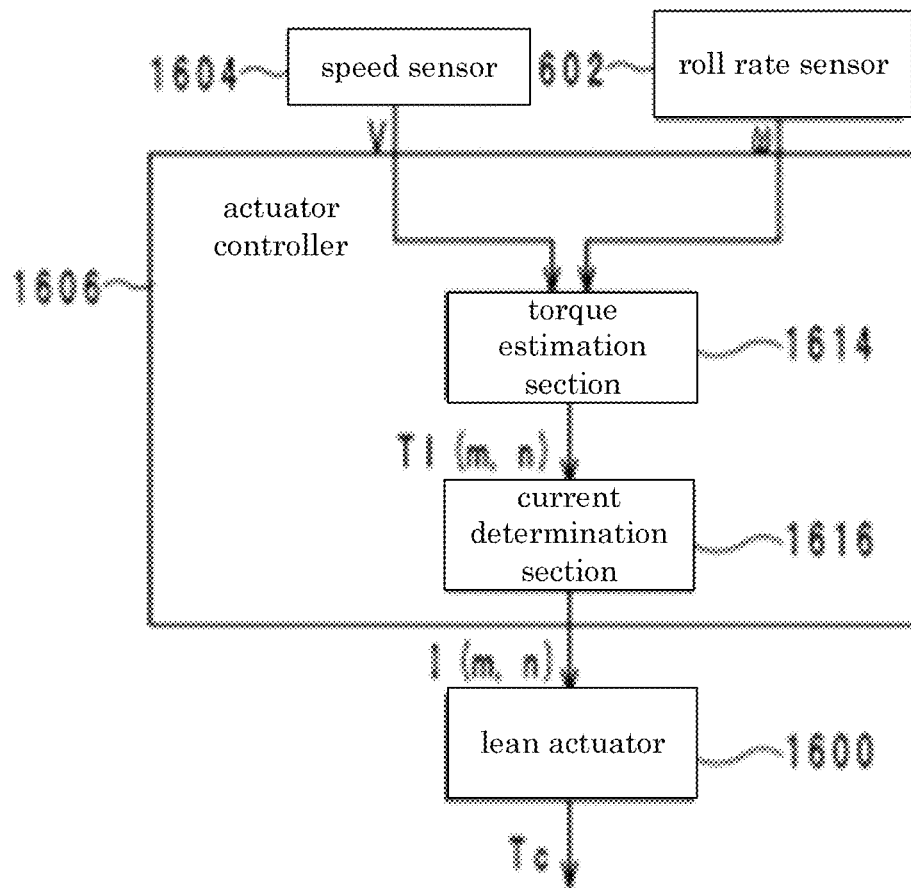 1604
speed sensor
602
roll rate sensor
V
actuator
controller
1606
torque
estimation
section
1614
Tl (m, n)
current
determination
section
1616
I (m, n)
lean actuator
1600
Tc